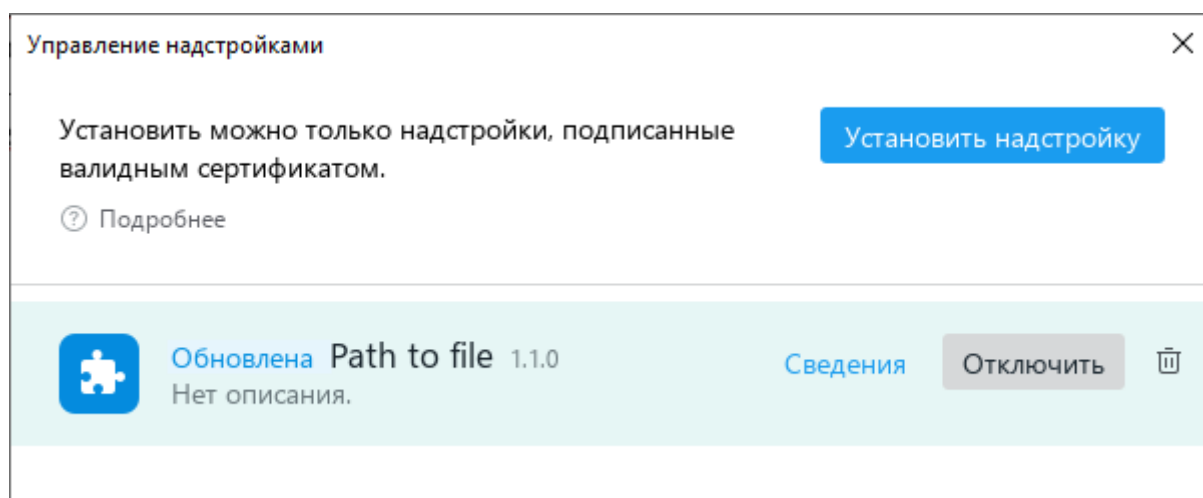 Управление надстройками
Установить можно только надстройки, подписанные
валидным сертификатом.
Установить надстройку
Подробнее
Обновлена Path to file 1.1.0
Нет описания.
Сведения
Отключить